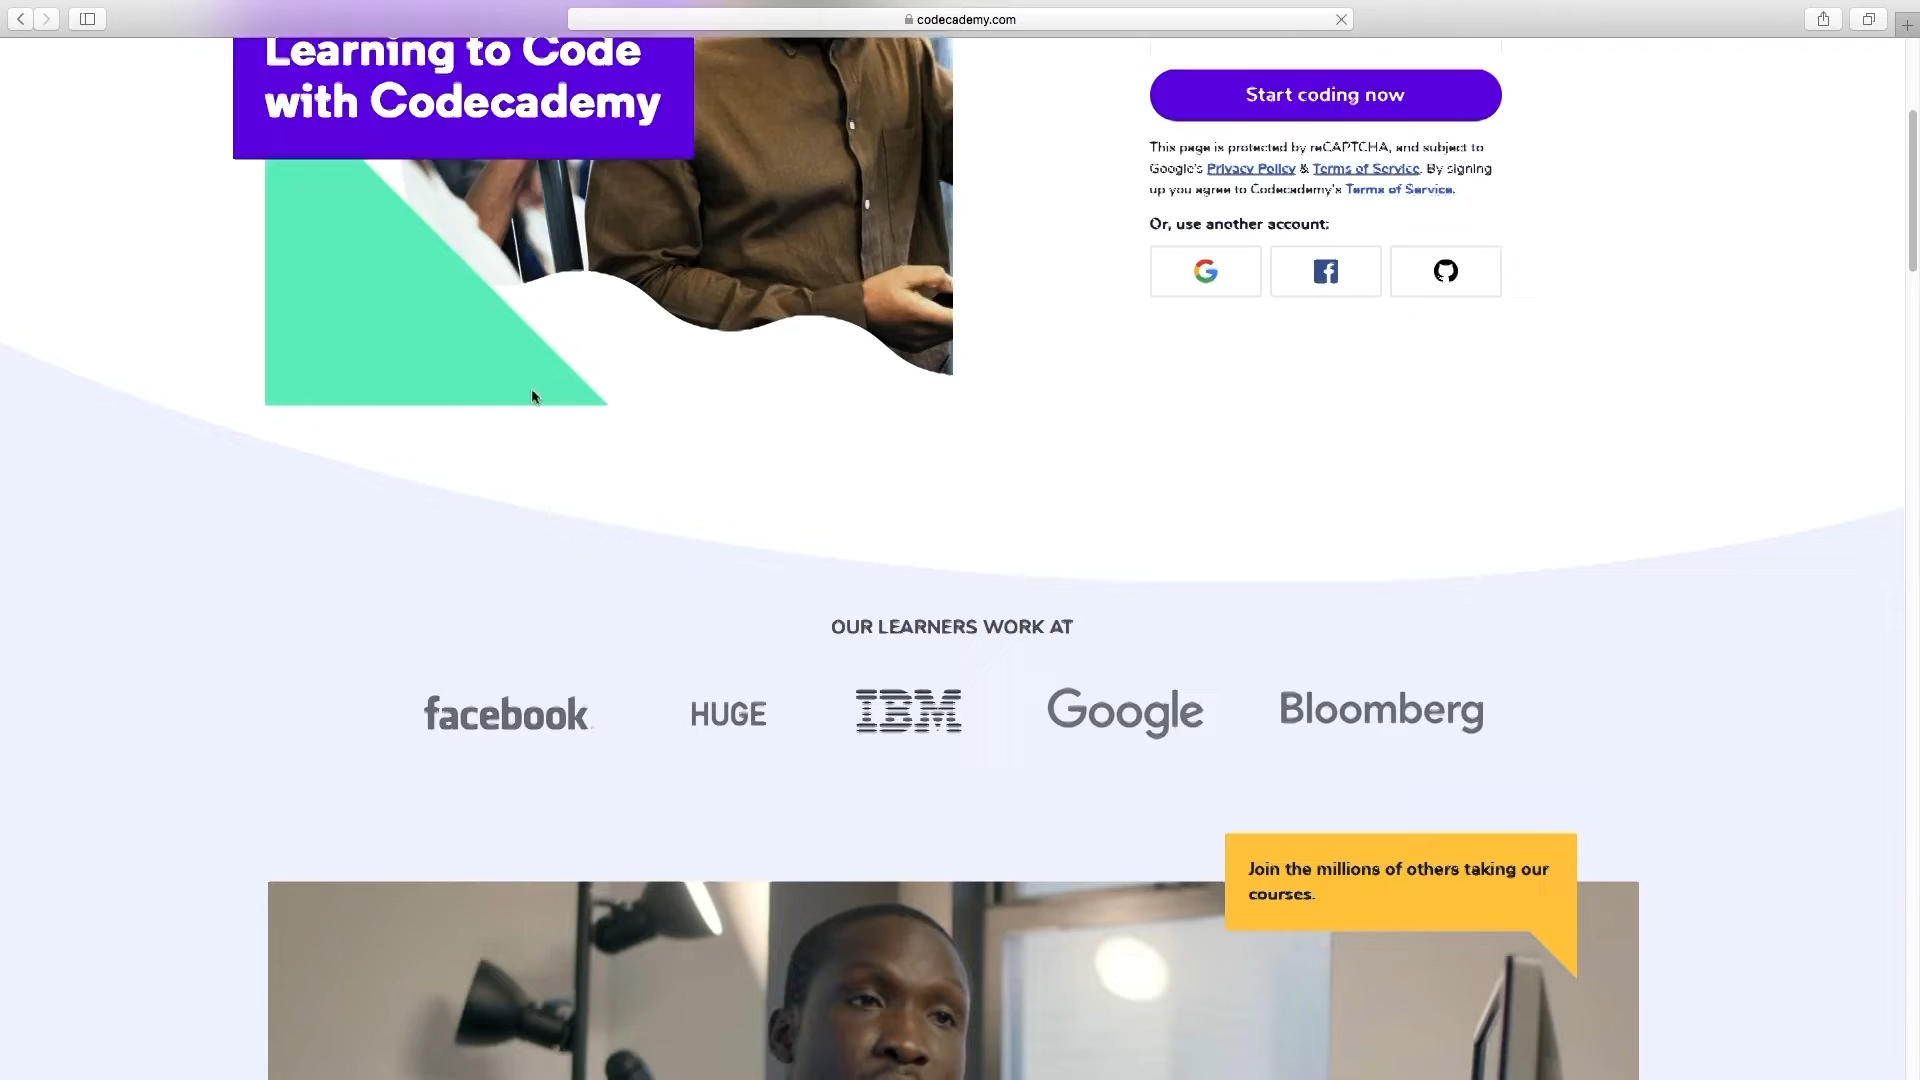 codecademy.com
Learning to Code
with Codecademy
Start coding now
This page is protected by reCAPTCHA, and subject to
Google's Privacy Policy & Terms of Service. By signing
up you agree to Codecademy's Terms of Service.
Or, use another account:
OUR LEARNERS WORK AT
facebook HUGE IBM Google Bloomberg
Join the millions of others taking our
courses.